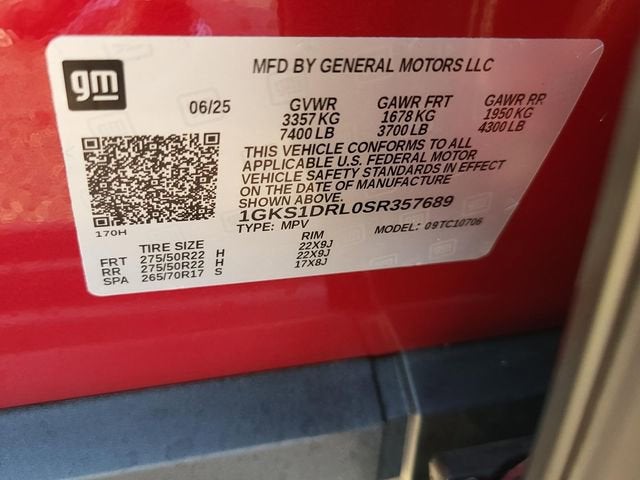 gm
MFD BY GENERAL MOTORS LLC
06/25 GVWR GAWR FRT GAWR RR
3357 KG 1678 KG 1950 KG
7400 LB 3700 LB 4300 LB
THIS VEHICLE CONFORMS TO ALL
APPLICABLE U.S. FEDERAL MOTOR
VEHICLE SAFETY STANDARDS IN EFFECT
ON THE DATE OF MANUFACTURE
SHOWN ABOVE.
1GKS1DRL0SR357689
170H
TYPE: MPV MODEL: 09TC10706
TIRE SIZE RIM
FRT 275/50R22 H 22X9J
RR 275/50R22 H 22X9J
SPA 265/70R17 S 17X8J